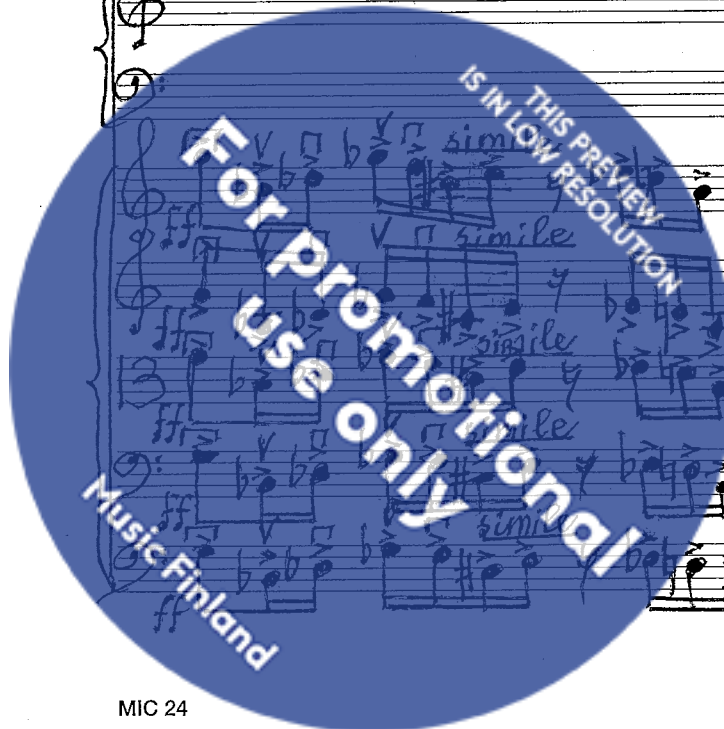 THIS PREVIEW
IS IN LOW RESOLUTION
simile
ff
simile
For promotional
use only
ff
simile
ff
simile
ff
simile
ff
Music Finland
MIC 24